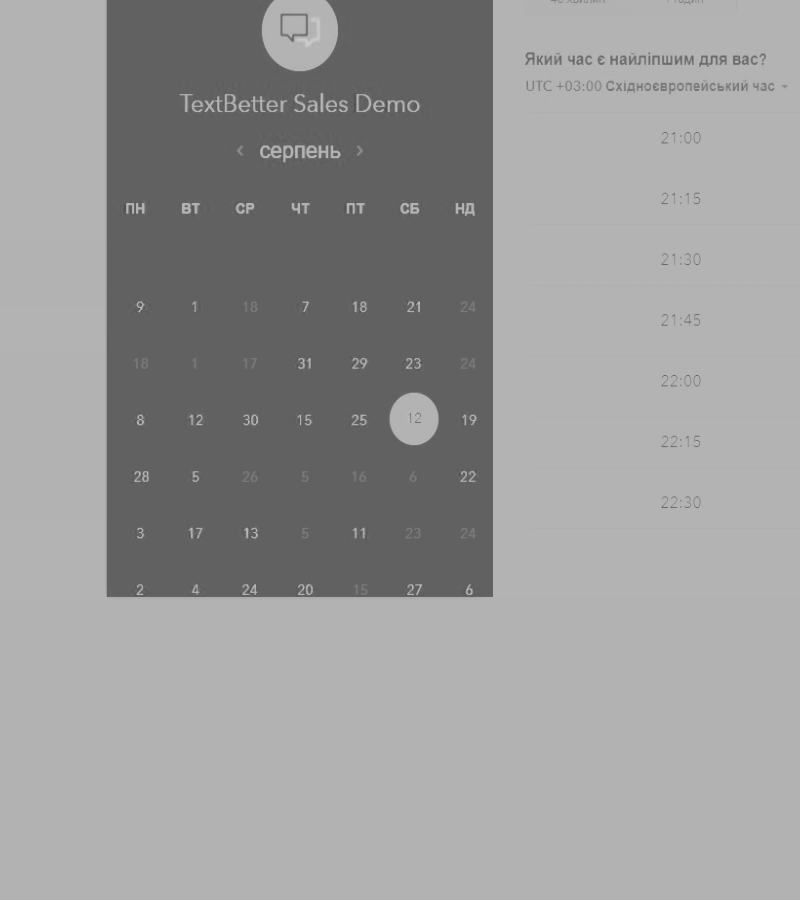 TextBetter Sales Demo
‹ серпень ›
ПН ВТ СР ЧТ ПТ СБ НД
9 1 18 7 18 21 24
18 1 17 31 29 23 24
8 12 30 15 25 12 19
28 5 26 5 16 6 22
3 17 13 5 11 23 24
2 4 24 20 15 27 6
Який час є найліпшим для вас?
UTC +03:00 Східноєвропейський час
21:00
21:15
21:30
21:45
22:00
22:15
22:30